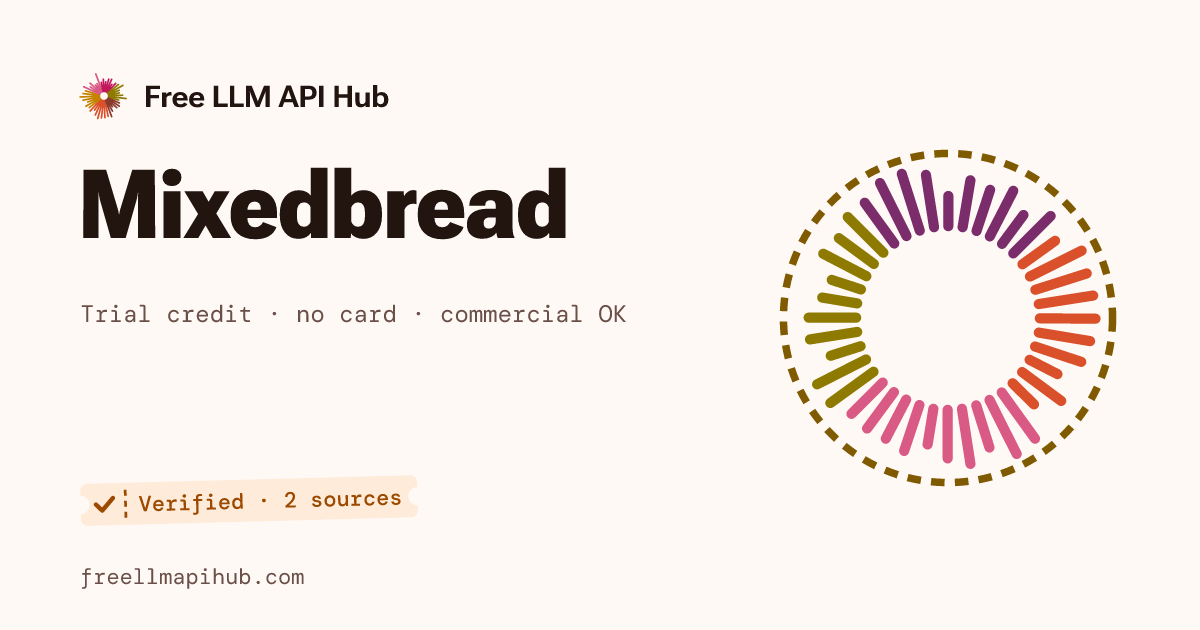 Free LLM API Hub
Mixedbread
Trial credit · no card · commercial OK
Verified · 2 sources
freellmapihub.com